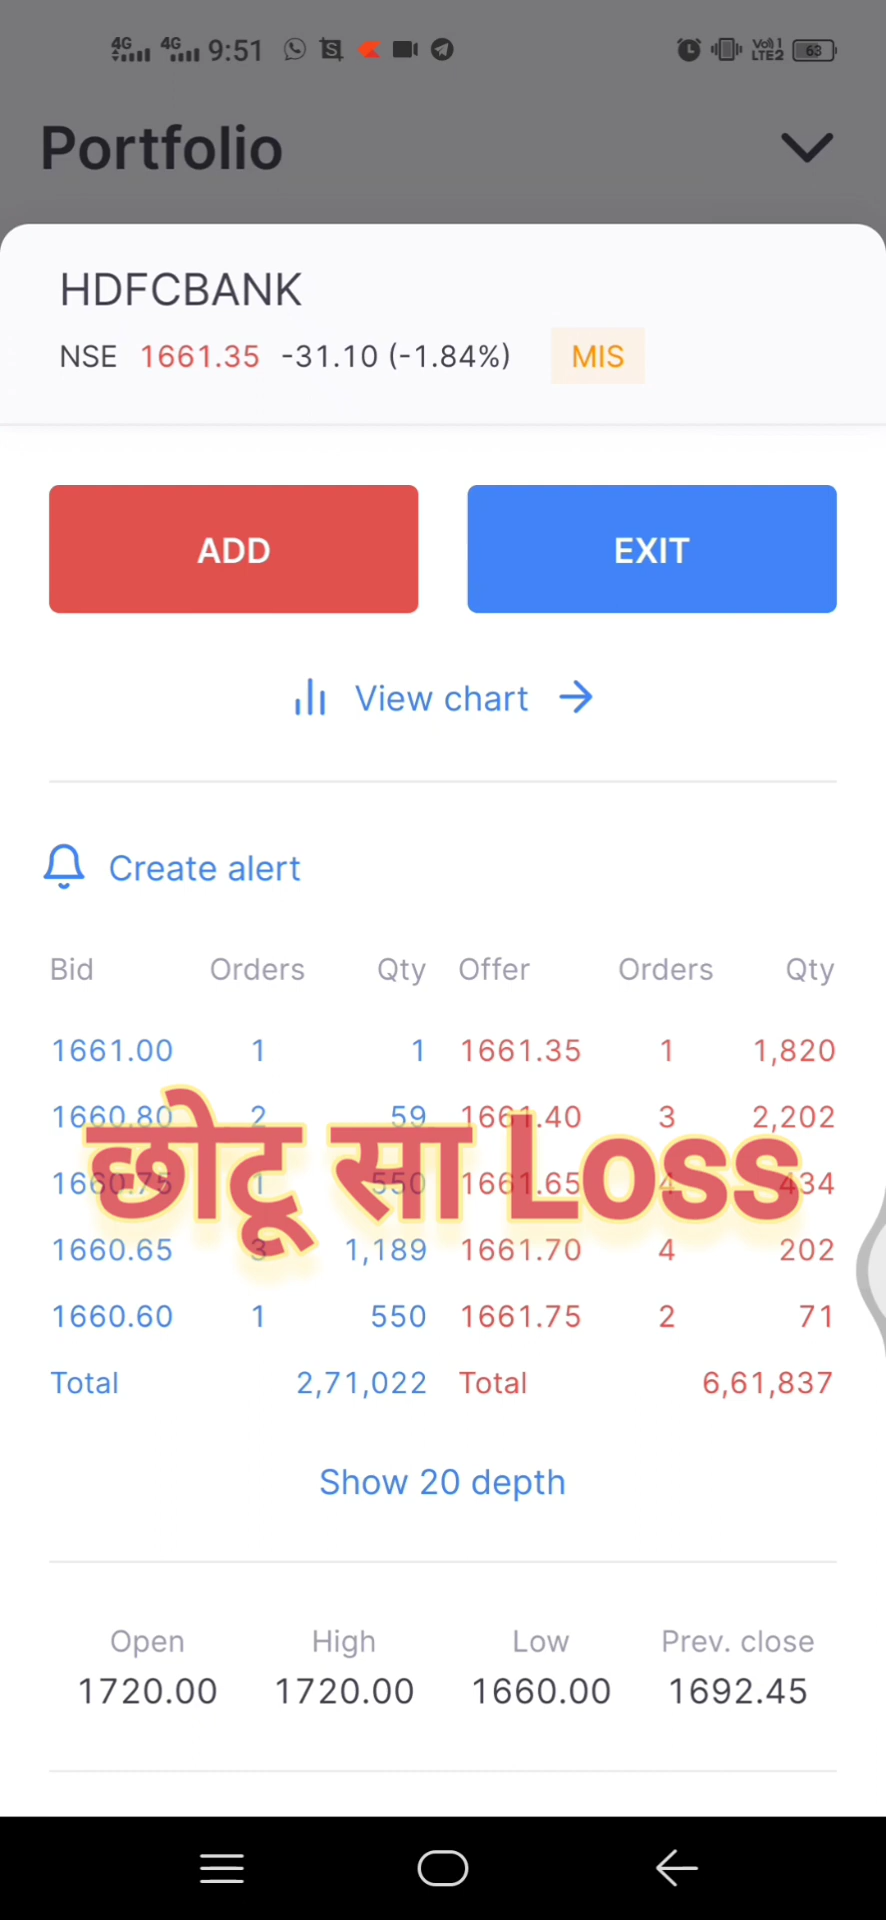 4G 4G 9:51 Vo) 1 LTE2 63
Portfolio
HDFCBANK
NSE 1661.35 -31.10 (-1.84%) MIS
ADD EXIT
View chart
Create alert
Bid Orders Qty Offer Orders Qty
1661.00 1 1 1661.35 1 1,820
1660.80 2 59 1661.40 3 2,202
छोटू सा Loss
1660.75 1 550 1661.65 4 434
1660.65 3 1,189 1661.70 4 202
1660.60 1 550 1661.75 2 71
Total 2,71,022 Total 6,61,837
Show 20 depth
Open High Low Prev. close
1720.00 1720.00 1660.00 1692.45